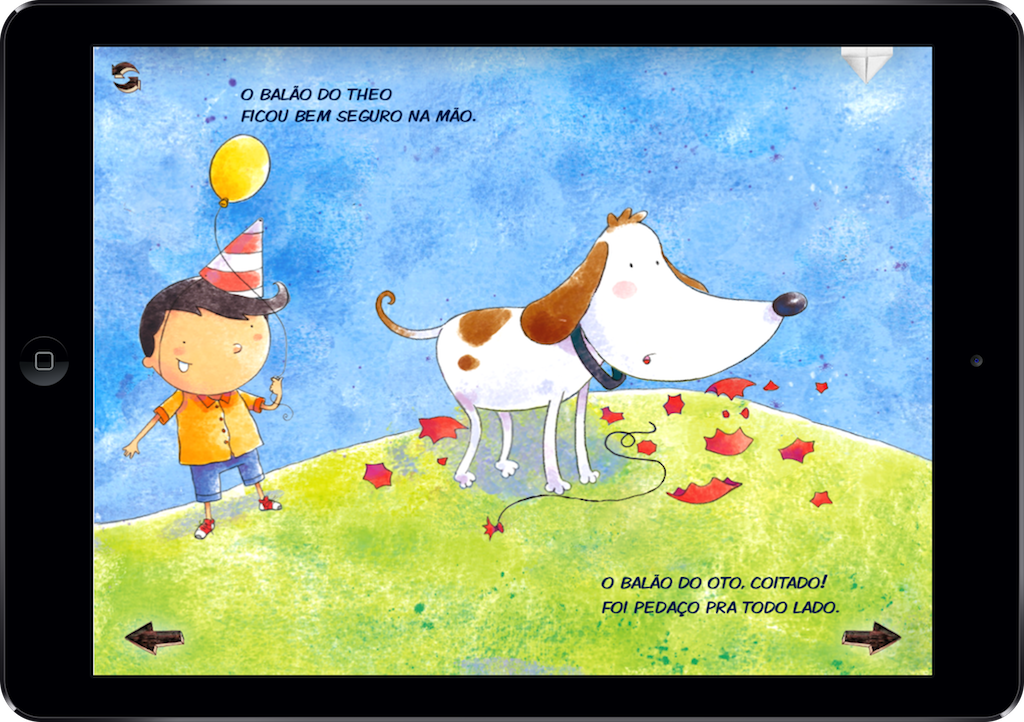 O BALÃO DO THEO
FICOU BEM SEGURO NA MÃO.
O BALÃO DO OTO, COITADO!
FOI PEDAÇO PRA TODO LADO.